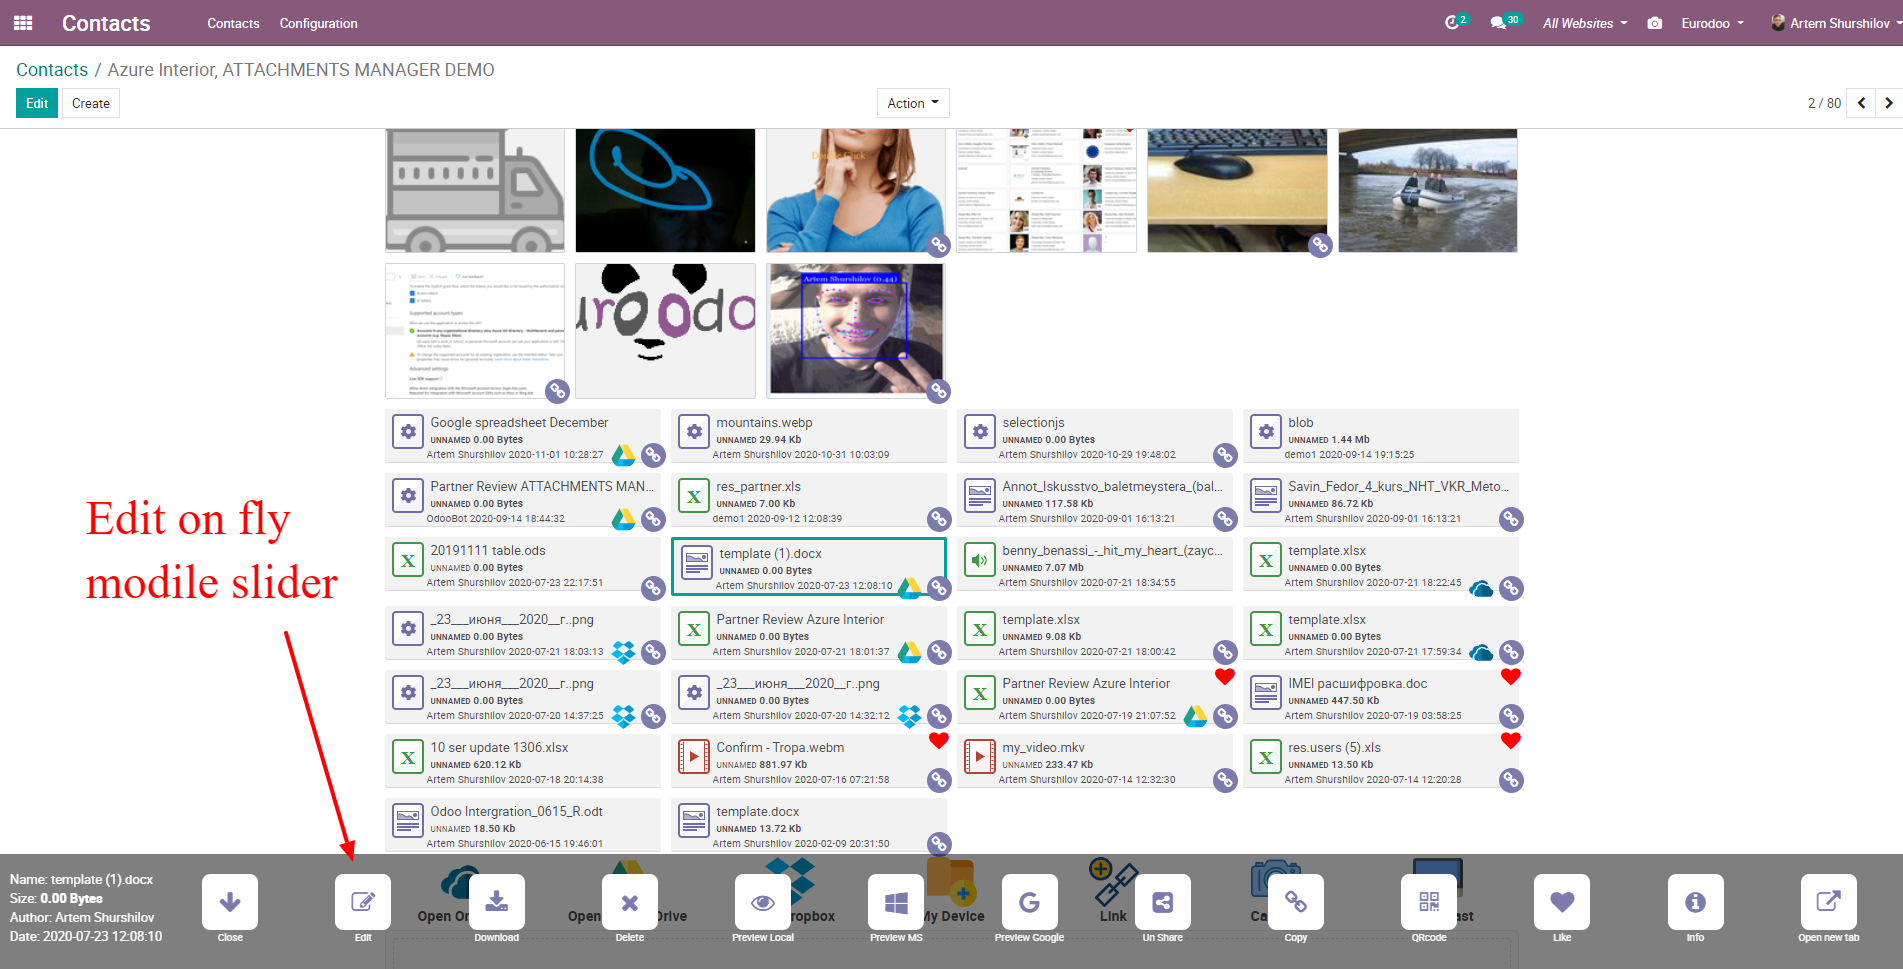 Contacts Contacts Configuration 2 30 All Websites Eurodoo Artem Shurshilov
Contacts / Azure Interior, ATTACHMENTS MANAGER DEMO
Edit Create Action 2 / 80
Double Click
Supported account types
Advanced settings
Artem Shurshilov (0.44)
Google spreadsheet December
UNNAMED 0.00 Bytes
Artem Shurshilov 2020-11-01 10:28:27
mountains.webp
UNNAMED 29.94 Kb
Artem Shurshilov 2020-10-31 10:03:09
selectionjs
UNNAMED 0.00 Bytes
Artem Shurshilov 2020-10-29 19:48:02
blob
UNNAMED 1.44 Mb
demo1 2020-09-14 19:15:25
Partner Review ATTACHMENTS MAN...
UNNAMED 0.00 Bytes
OdooBot 2020-09-14 18:44:32
res_partner.xls
UNNAMED 7.00 Kb
demo1 2020-09-12 12:08:39
Annot_Iskusstvo_baletmeystera_(bal...
UNNAMED 117.58 Kb
Artem Shurshilov 2020-09-01 16:13:21
Savin_Fedor_4_kurs_NHT_VKR_Meto...
UNNAMED 86.72 Kb
Artem Shurshilov 2020-09-01 16:13:21
20191111 table.ods
UNNAMED 0.00 Bytes
Artem Shurshilov 2020-07-23 22:17:51
template (1).docx
UNNAMED 0.00 Bytes
Artem Shurshilov 2020-07-23 12:08:10
benny_benassi_-_hit_my_heart_(zayc...
UNNAMED 7.07 Mb
Artem Shurshilov 2020-07-21 18:34:55
template.xlsx
UNNAMED 0.00 Bytes
Artem Shurshilov 2020-07-21 18:22:45
_23___июня___2020__г..png
UNNAMED 0.00 Bytes
Artem Shurshilov 2020-07-21 18:03:13
Partner Review Azure Interior
UNNAMED 0.00 Bytes
Artem Shurshilov 2020-07-21 18:01:37
template.xlsx
UNNAMED 9.08 Kb
Artem Shurshilov 2020-07-21 18:00:42
template.xlsx
UNNAMED 0.00 Bytes
Artem Shurshilov 2020-07-21 17:59:34
_23___июня___2020__г..png
UNNAMED 0.00 Bytes
Artem Shurshilov 2020-07-20 14:37:25
_23___июня___2020__г..png
UNNAMED 0.00 Bytes
Artem Shurshilov 2020-07-20 14:32:12
Partner Review Azure Interior
UNNAMED 0.00 Bytes
Artem Shurshilov 2020-07-19 21:07:52
IMEI расшифровка.doc
UNNAMED 447.50 Kb
Artem Shurshilov 2020-07-19 03:58:25
10 ser update 1306.xlsx
UNNAMED 620.12 Kb
Artem Shurshilov 2020-07-18 20:14:38
Confirm - Tropa.webm
UNNAMED 881.97 Kb
Artem Shurshilov 2020-07-16 07:21:58
my_video.mkv
UNNAMED 233.47 Kb
Artem Shurshilov 2020-07-14 12:32:30
res.users (5).xls
UNNAMED 13.50 Kb
Artem Shurshilov 2020-07-14 12:20:28
Odoo Intergration_0615_R.odt
UNNAMED 18.50 Kb
Artem Shurshilov 2020-06-15 19:46:01
template.docx
UNNAMED 13.72 Kb
Artem Shurshilov 2020-02-09 20:31:50
Edit on fly
modile slider
Name: template (1).docx
Size: 0.00 Bytes
Author: Artem Shurshilov
Date: 2020-07-23 12:08:10
Open Open Drive My Device Link
Close Edit Download Delete Preview Local Preview MS Preview Google Un Share Copy QRcode Like Info Open new tab